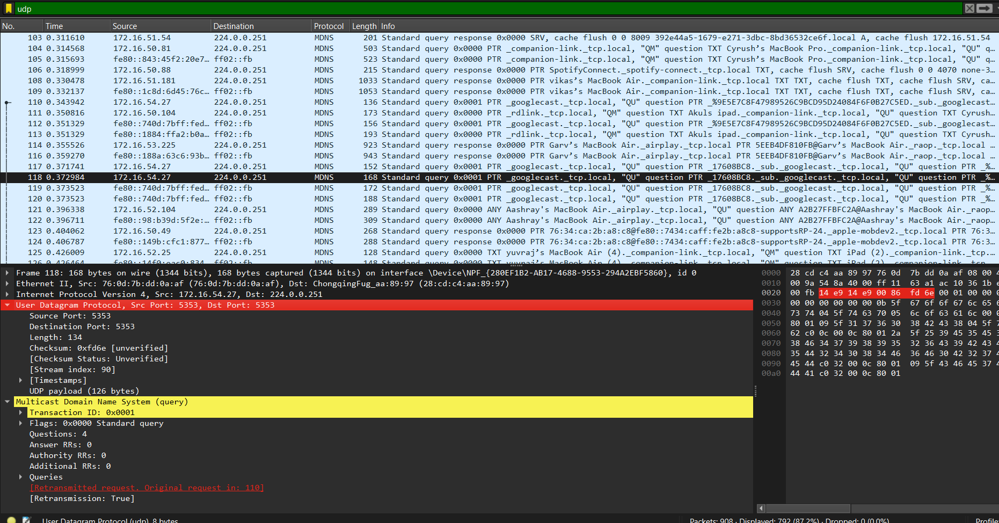 udp
No. Time Source Destination Protocol Length Info
103 0.311610 172.16.51.54 224.0.0.251 MDNS 201 Standard query response 0x0000 SRV, cache flush 0 0 8009 392e44a5-1679-e271-3dbc-8bd36532ce6f.local A, cache flush 172.16.51.54
104 0.314568 172.16.50.81 224.0.0.251 MDNS 503 Standard query 0x0000 PTR _companion-link._tcp.local, "QM" question TXT Cyrush’s MacBook Pro._companion-link._tcp.local, "QU" q…
105 0.315693 fe80::843:45f2:20e7… ff02::fb MDNS 523 Standard query 0x0000 PTR _companion-link._tcp.local, "QM" question TXT Cyrush’s MacBook Pro._companion-link._tcp.local, "QU" q…
106 0.318999 172.16.50.88 224.0.0.251 MDNS 215 Standard query response 0x0000 PTR SpotifyConnect._spotify-connect._tcp.local TXT, cache flush SRV, cache flush 0 0 4070 none-3…
108 0.330478 172.16.51.181 224.0.0.251 MDNS 1033 Standard query response 0x0000 PTR vikas’s MacBook Air._companion-link._tcp.local TXT TXT, cache flush TXT, cache flush SRV, ca…
109 0.332137 fe80::1c8d:6d45:76c… ff02::fb MDNS 1053 Standard query response 0x0000 PTR vikas’s MacBook Air._companion-link._tcp.local TXT TXT, cache flush TXT, cache flush SRV, ca…
110 0.343942 172.16.54.27 224.0.0.251 MDNS 136 Standard query 0x0001 PTR _googlecast._tcp.local, "QU" question PTR _%9E5E7C8F47989526C9BCD95D24084F6F0B27C5ED._sub._googlecast…
111 0.350816 172.16.50.104 224.0.0.251 MDNS 173 Standard query 0x0000 PTR _rdlink._tcp.local, "QM" question TXT Akuls ipad._companion-link._tcp.local, "QU" question TXT Cyrush…
112 0.351329 fe80::740d:7bff:fed… ff02::fb MDNS 156 Standard query 0x0001 PTR _googlecast._tcp.local, "QU" question PTR _%9E5E7C8F47989526C9BCD95D24084F6F0B27C5ED._sub._googlecast…
113 0.351329 fe80::1884:ffa2:b0a… ff02::fb MDNS 193 Standard query 0x0000 PTR _rdlink._tcp.local, "QM" question TXT Akuls ipad._companion-link._tcp.local, "QU" question TXT Cyrush…
114 0.355526 172.16.53.225 224.0.0.251 MDNS 923 Standard query response 0x0000 PTR Garv’s MacBook Air._airplay._tcp.local PTR 5EEB4DF810FB@Garv’s MacBook Air._raop._tcp.local …
116 0.359270 fe80::188a:63c6:93b… ff02::fb MDNS 943 Standard query response 0x0000 PTR Garv’s MacBook Air._airplay._tcp.local PTR 5EEB4DF810FB@Garv’s MacBook Air._raop._tcp.local …
117 0.371741 172.16.54.27 224.0.0.251 MDNS 152 Standard query 0x0001 PTR _googlecast._tcp.local, "QU" question PTR _17608BC8._sub._googlecast._tcp.local, "QU" question PTR _%…
118 0.372984 172.16.54.27 224.0.0.251 MDNS 168 Standard query 0x0001 PTR _googlecast._tcp.local, "QU" question PTR _17608BC8._sub._googlecast._tcp.local, "QU" question PTR _%…
119 0.373523 fe80::740d:7bff:fed… ff02::fb MDNS 172 Standard query 0x0001 PTR _googlecast._tcp.local, "QU" question PTR _17608BC8._sub._googlecast._tcp.local, "QU" question PTR _%…
120 0.373523 fe80::740d:7bff:fed… ff02::fb MDNS 188 Standard query 0x0001 PTR _googlecast._tcp.local, "QU" question PTR _17608BC8._sub._googlecast._tcp.local, "QU" question PTR _%…
121 0.396338 172.16.52.104 224.0.0.251 MDNS 289 Standard query 0x0000 ANY Aashray's MacBook Air._airplay._tcp.local, "QU" question ANY A2B27FFBFC2A@Aashray's MacBook Air._raop…
122 0.396711 fe80::98:b39d:5f2e:… ff02::fb MDNS 309 Standard query 0x0000 ANY Aashray's MacBook Air._airplay._tcp.local, "QU" question ANY A2B27FFBFC2A@Aashray's MacBook Air._raop…
123 0.404062 172.16.50.49 224.0.0.251 MDNS 268 Standard query response 0x0000 PTR 76:34:ca:2b:a8:c8@fe80::7434:caff:fe2b:a8c8-supportsRP-24._apple-mobdev2._tcp.local PTR 76:3…
124 0.406787 fe80::149b:cfc1:877… ff02::fb MDNS 288 Standard query response 0x0000 PTR 76:34:ca:2b:a8:c8@fe80::7434:caff:fe2b:a8c8-supportsRP-24._apple-mobdev2._tcp.local PTR 76:3…
125 0.426009 172.16.52.25 224.0.0.251 MDNS 128 Standard query 0x0000 TXT yuvraj’s MacBook Air (4)._companion-link._tcp.local, "QM" question TXT iPad (2)._companion-link._tcp.…
126 0.426464 fe80::14f0:eac0:834… ff02::fb MDNS 148 Standard query 0x0000 TXT yuvraj’s MacBook Air (4)._companion-link._tcp.local, "QM" question TXT iPad (2)._companion-link._tcp.…
Frame 118: 168 bytes on wire (1344 bits), 168 bytes captured (1344 bits) on interface \Device\NPF_{280EF1B2-AB17-4688-9553-294A2EBF5860}, id 0
Ethernet II, Src: 76:0d:7b:dd:0a:af (76:0d:7b:dd:0a:af), Dst: ChongqingFug_aa:89:97 (28:cd:c4:aa:89:97)
Internet Protocol Version 4, Src: 172.16.54.27, Dst: 224.0.0.251
User Datagram Protocol, Src Port: 5353, Dst Port: 5353
Source Port: 5353
Destination Port: 5353
Length: 134
Checksum: 0xfd6e [unverified]
[Checksum Status: Unverified]
[Stream index: 90]
[Timestamps]
UDP payload (126 bytes)
Multicast Domain Name System (query)
Transaction ID: 0x0001
Flags: 0x0000 Standard query
Questions: 4
Answer RRs: 0
Authority RRs: 0
Additional RRs: 0
Queries
[Retransmitted request. Original request in: 110]
[Retransmission: True]
0000 28 cd c4 aa 89 97 76 0d 7b dd 0a af 08 00
0010 00 9a 54 8a 40 00 ff 11 63 a1 ac 10 36 1b
0020 00 fb 14 e9 14 e9 00 86 fd 6e 00 01 00 00
0030 00 00 00 00 00 00 0b 5f 67 6f 6f 67 6c 65
0040 73 74 04 5f 74 63 70 05 6c 6f 63 61 6c 00
0050 80 01 09 5f 31 37 36 30 38 42 43 38 04 5f
0060 62 c0 0c 00 0c 80 01 2a 5f 25 39 45 35 45
0070 38 46 34 37 39 38 39 35 32 36 43 39 42 43
0080 35 44 32 34 30 38 34 46 36 46 30 42 32 37
0090 45 44 c0 32 00 0c 80 01 09 5f 43 46 45 37
00a0 44 41 c0 32 00 0c 80 01
User Datagram Protocol (udp), 8 bytes
Packets: 908 · Displayed: 792 (87.2%) · Dropped: 0 (0.0%)
Profile